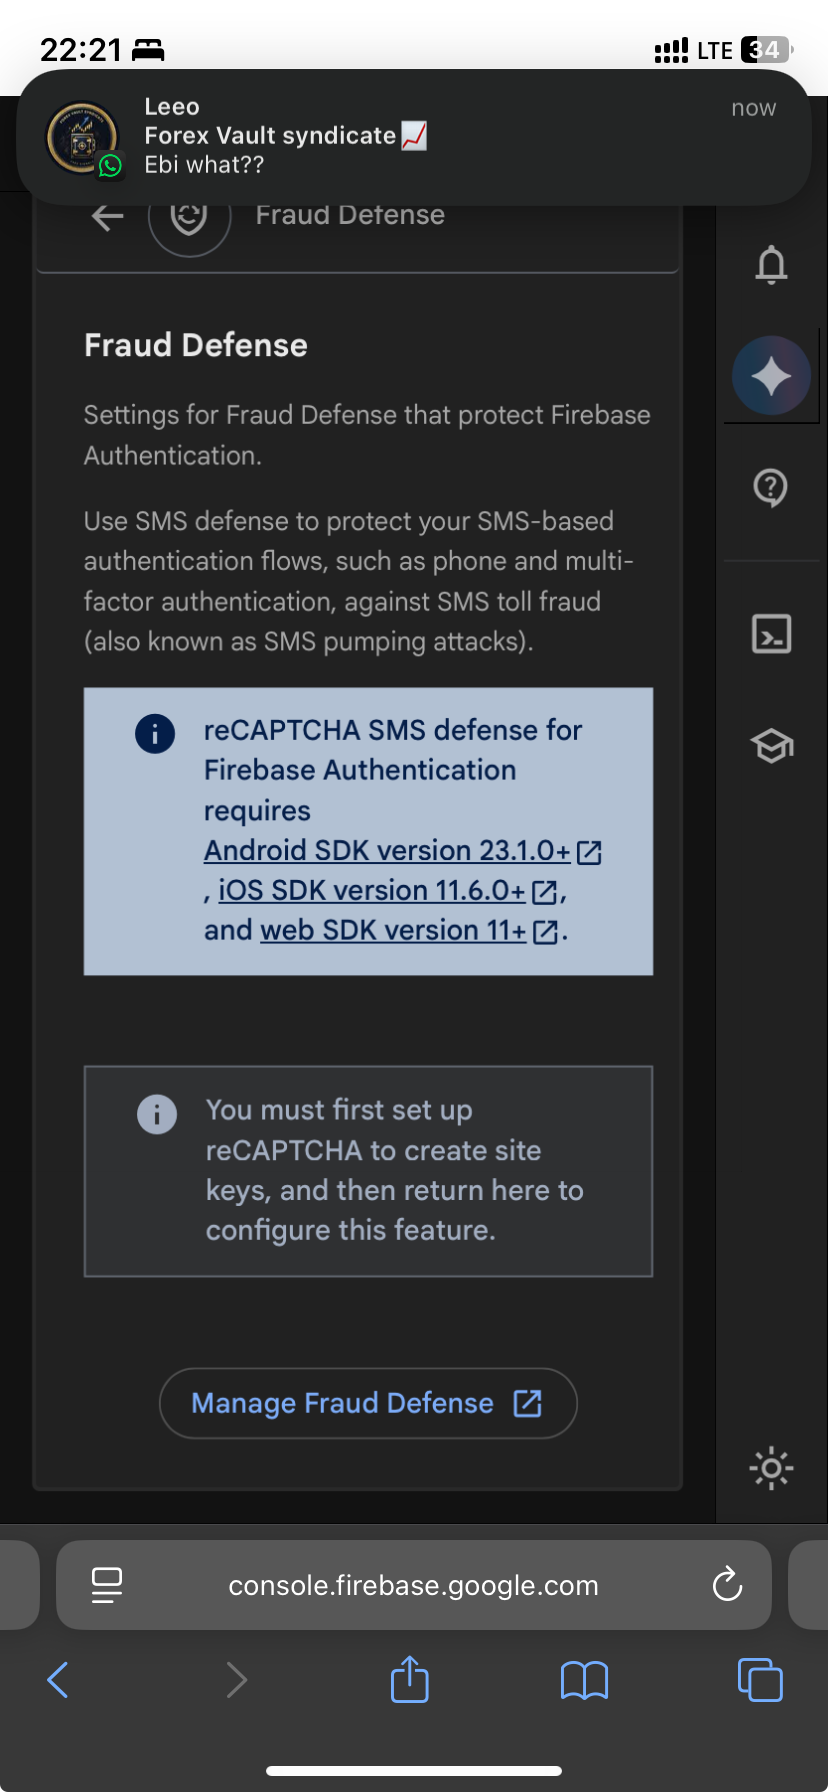 22:21
LTE 34
Leeo
now
Forex Vault syndicate📈
Ebi what??
Fraud Defense
Fraud Defense
Settings for Fraud Defense that protect Firebase
Authentication.
Use SMS defense to protect your SMS-based
authentication flows, such as phone and multi-
factor authentication, against SMS toll fraud
(also known as SMS pumping attacks).
reCAPTCHA SMS defense for
Firebase Authentication
requires
Android SDK version 23.1.0+
, iOS SDK version 11.6.0+ ,
and web SDK version 11+ .
You must first set up
reCAPTCHA to create site
keys, and then return here to
configure this feature.
Manage Fraud Defense
console.firebase.google.com